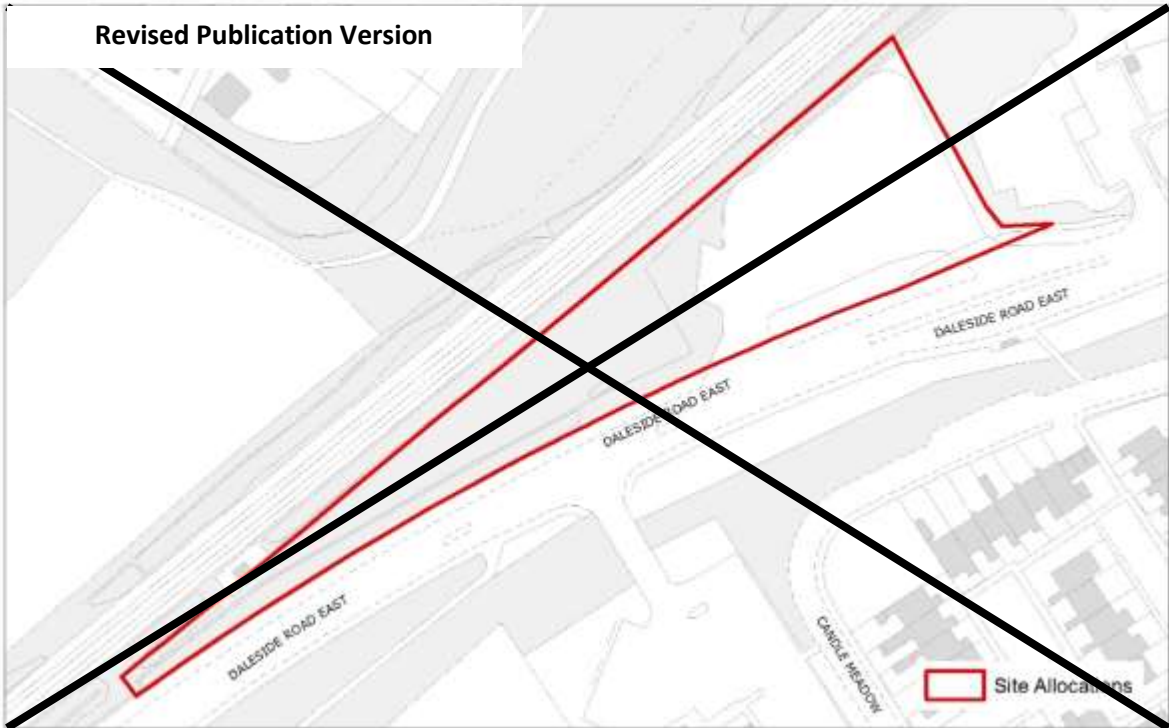 Revised Publication Version
DALESIDE ROAD EAST
DALESIDE ROAD EAST
DALESIDE ROAD EAST
CANDLE MEADOW
Site Allocations